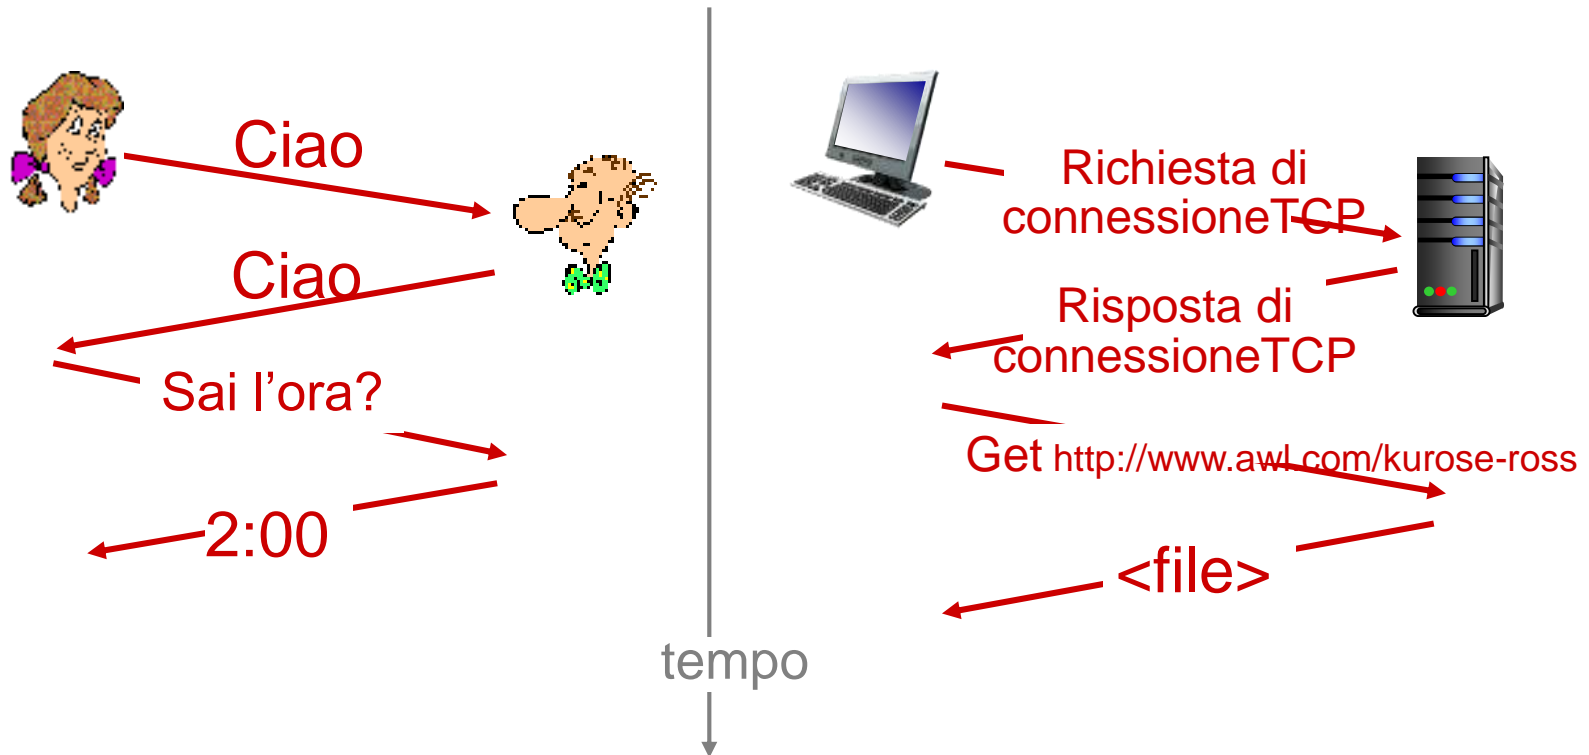 Ciao
Ciao
Sai l'ora?
2:00
Richiesta di
connessioneTCP
Risposta di
connessioneTCP
Get http://www.awl.com/kurose-ross
<file>
tempo